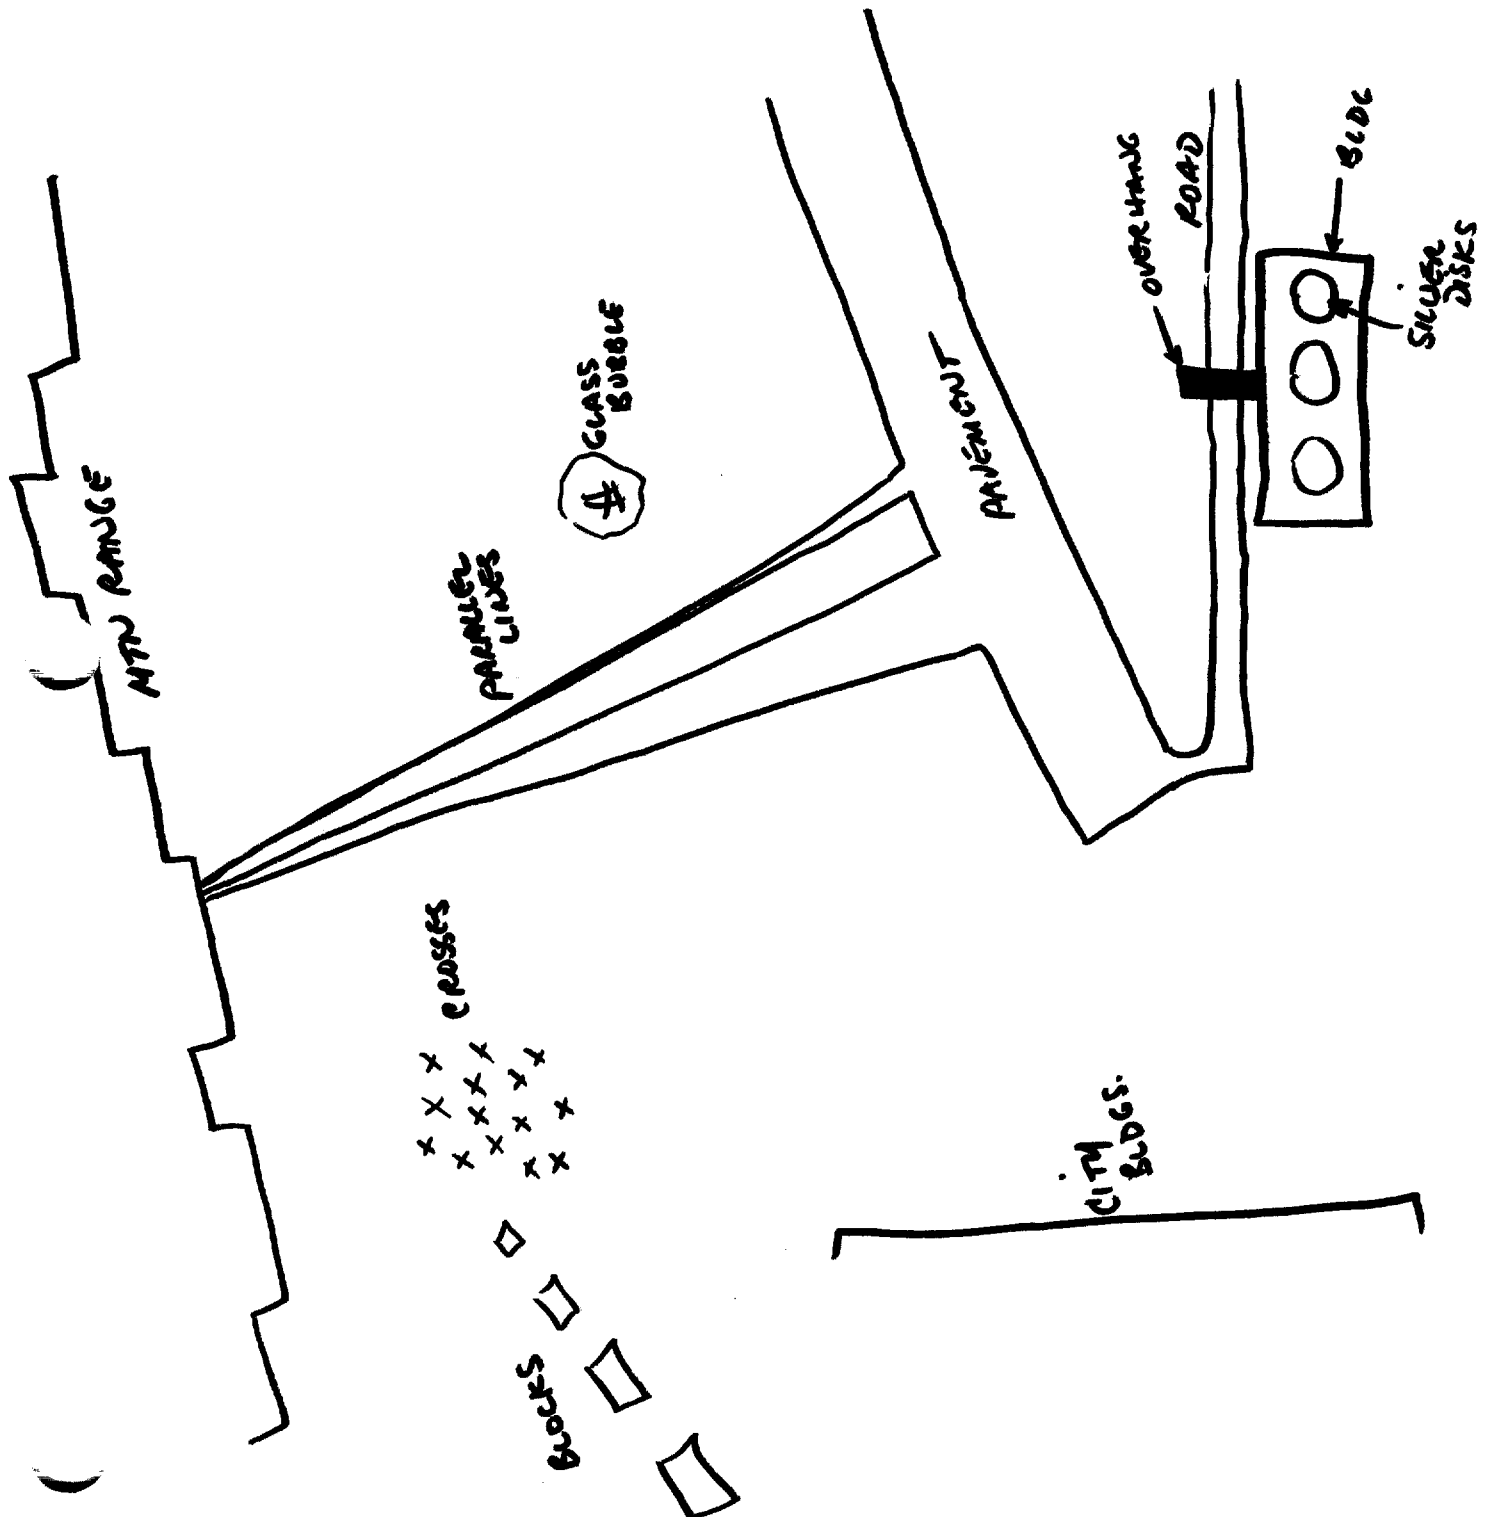 MTN RANGE
PARALLEL
LINES
GLASS
BUBBLE
OVERHANG
ROAD
BLDG
SILVER
DISKS
PAVEMENT
CROSSES
BLOCKS
CITY
BLDGS.